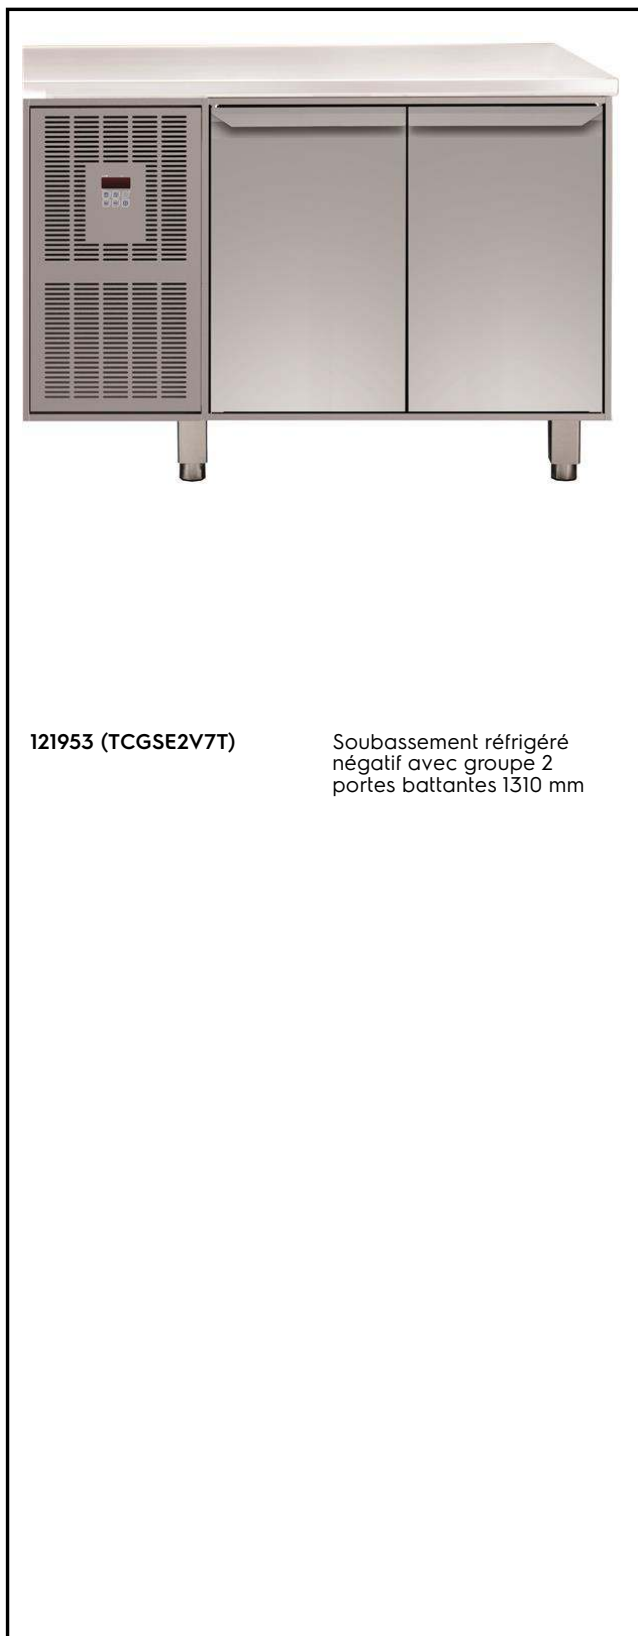 121953 (TCGSE2V7T)
Soubassement réfrigéré
négatif avec groupe 2
portes battantes 1310 mm